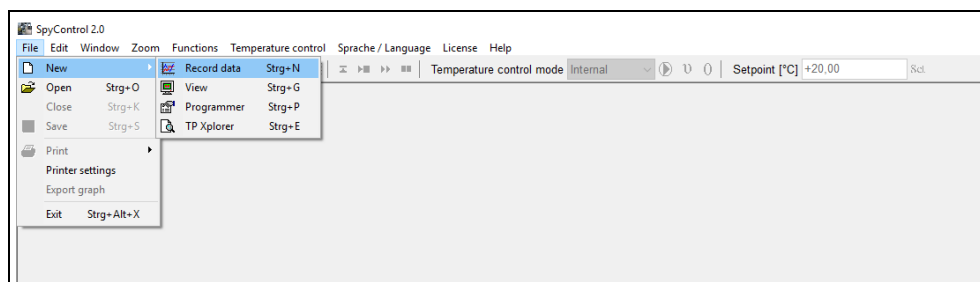 SpyControl 2.0
File Edit Window Zoom Functions Temperature control Sprache / Language License Help
New Record data Strg+N Temperature control mode Internal Setpoint [°C] +20,00 Set
Open Strg+O View Strg+G
Close Strg+K Programmer Strg+P
Save Strg+S TP Xplorer Strg+E
Print
Printer settings
Export graph
Exit Strg+Alt+X